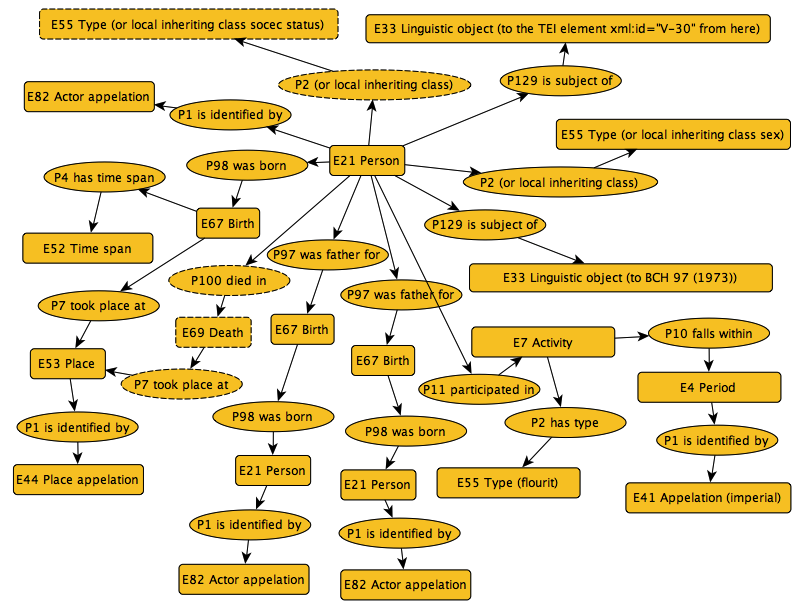 E55 Type (or local inheriting class socec status)
E33 Linguistic object (to the TEI element xml:id="V-30" from here)
P2 (or local inheriting class)
P129 is subject of
E82 Actor appelation
P1 is identified by
E55 Type (or local inheriting class sex)
E21 Person
P98 was born
P4 has time span
P2 (or local inheriting class)
E67 Birth
P129 is subject of
E52 Time span
P97 was father for
P100 died in
E33 Linguistic object (to BCH 97 (1973))
P7 took place at
P97 was father for
E69 Death
E67 Birth
E7 Activity
P10 falls within
E53 Place
E67 Birth
P7 took place at
P11 participated in
E4 Period
P1 is identified by
P98 was born
P98 was born
P2 has type
P1 is identified by
E44 Place appelation
E21 Person
E21 Person
E55 Type (flourit)
E41 Appelation (imperial)
P1 is identified by
P1 is identified by
E82 Actor appelation
E82 Actor appelation